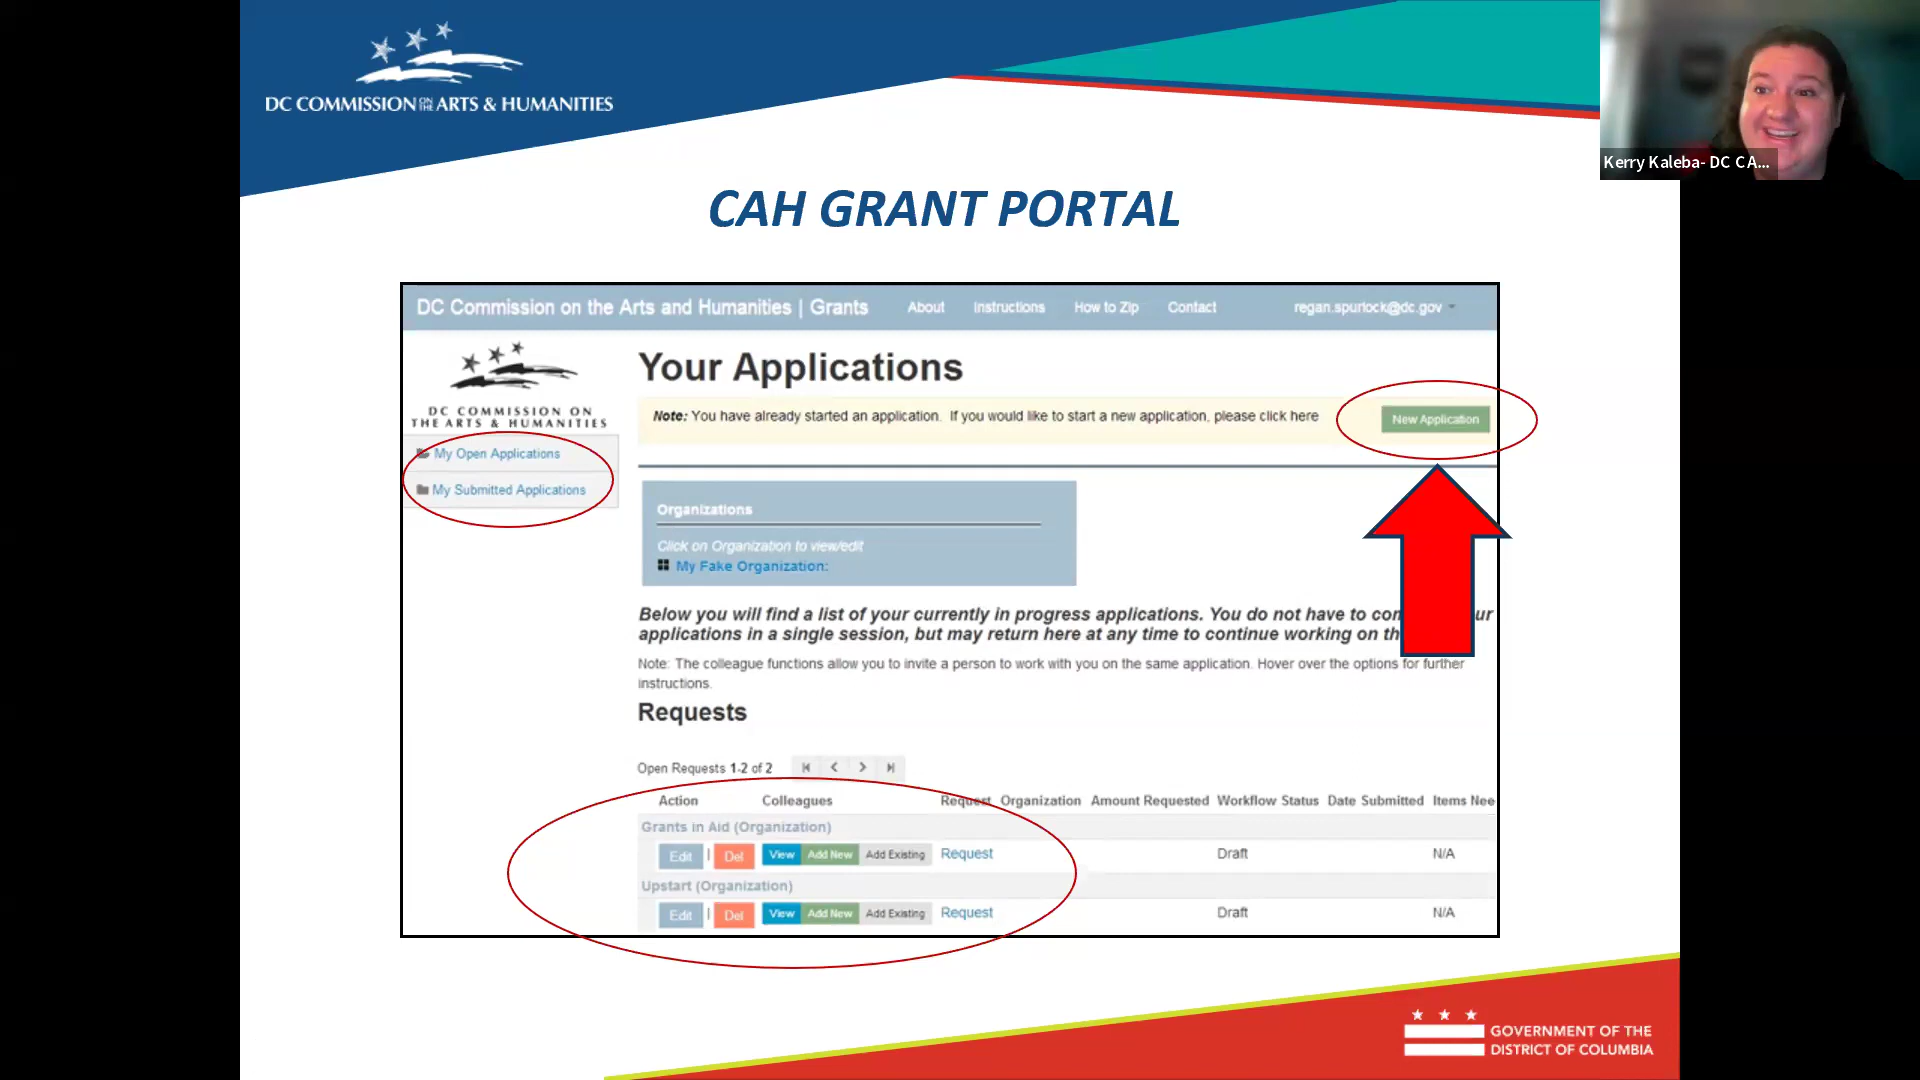 DC COMMISSION ON THE ARTS & HUMANITIES
Kerry Kaleba- DC CA...
CAH GRANT PORTAL
DC Commission on the Arts and Humanities | Grants About Instructions How to Zip Contact regan.spurlock@dc.gov
DC COMMISSION ON
THE ARTS & HUMANITIES
My Open Applications
My Submitted Applications
Your Applications
Note: You have already started an application. If you would like to start a new application, please click here New Application
Organizations
Click on Organization to view/edit
My Fake Organization:
Below you will find a list of your currently in progress applications. You do not have to co ur
applications in a single session, but may return here at any time to continue working on th
Note: The colleague functions allow you to invite a person to work with you on the same application. Hover over the options for further
instructions.
Requests
Open Requests 1-2 of 2
Action Colleagues Request Organization Amount Requested Workflow Status Date Submitted Items Nee
Grants in Aid (Organization)
Edit | Del View Add New Add Existing Request Draft N/A
Upstart (Organization)
Edit | Del View Add New Add Existing Request Draft N/A
GOVERNMENT OF THE
DISTRICT OF COLUMBIA